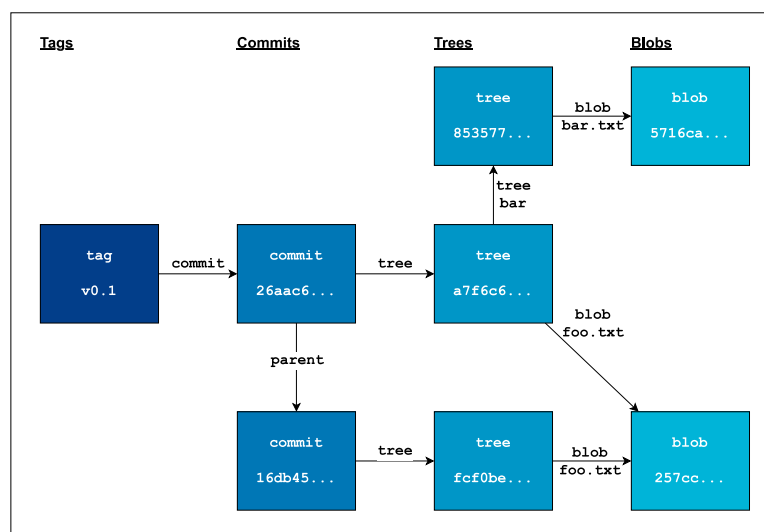 Tags
Commits
Trees
Blobs
tree
853577...
blob
bar.txt
blob
5716ca...
tree
bar
tag
v0.1
commit
commit
26aac6...
tree
tree
a7f6c6...
blob
foo.txt
parent
commit
16db45...
tree
tree
fcf0be...
blob
foo.txt
blob
257cc...